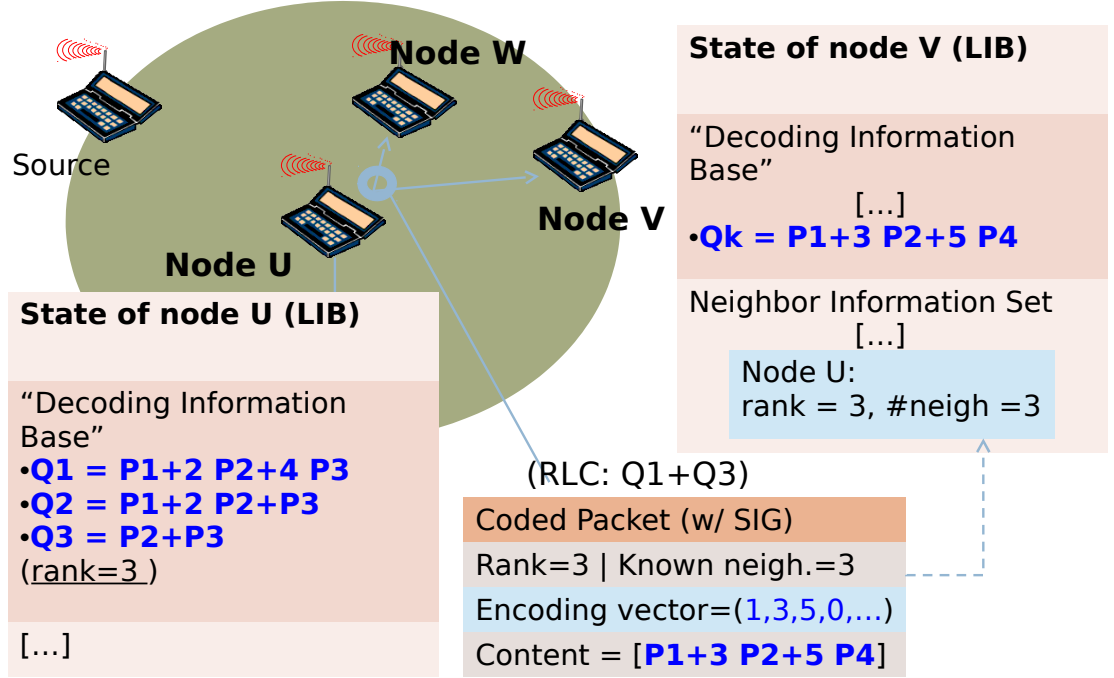 Node W
Source
Node V
Node U
State of node V (LIB)
“Decoding Information
Base”
[…]
•Qk = P1+3 P2+5 P4
Neighbor Information Set
[…]
Node U:
rank = 3, #neigh =3
State of node U (LIB)
“Decoding Information
Base”
•Q1 = P1+2 P2+4 P3
•Q2 = P1+2 P2+P3
•Q3 = P2+P3
(rank=3 )
[…]
(RLC: Q1+Q3)
Coded Packet (w/ SIG)
Rank=3 | Known neigh.=3
Encoding vector=(1,3,5,0,…)
Content = [P1+3 P2+5 P4]